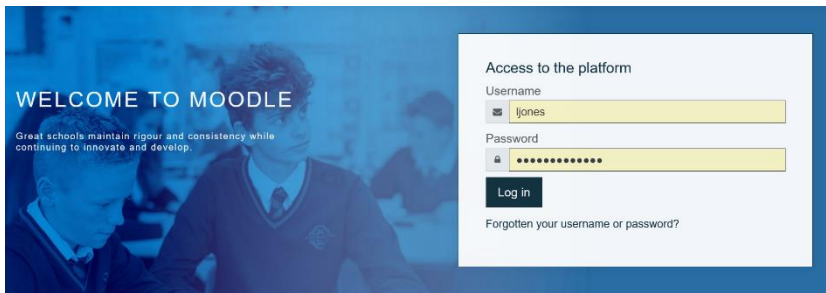 WELCOME TO MOODLE
Great schools maintain rigour and consistency while
continuing to innovate and develop.
Access to the platform
Username
ljones
Password
•••••••••••••
Log in
Forgotten your username or password?